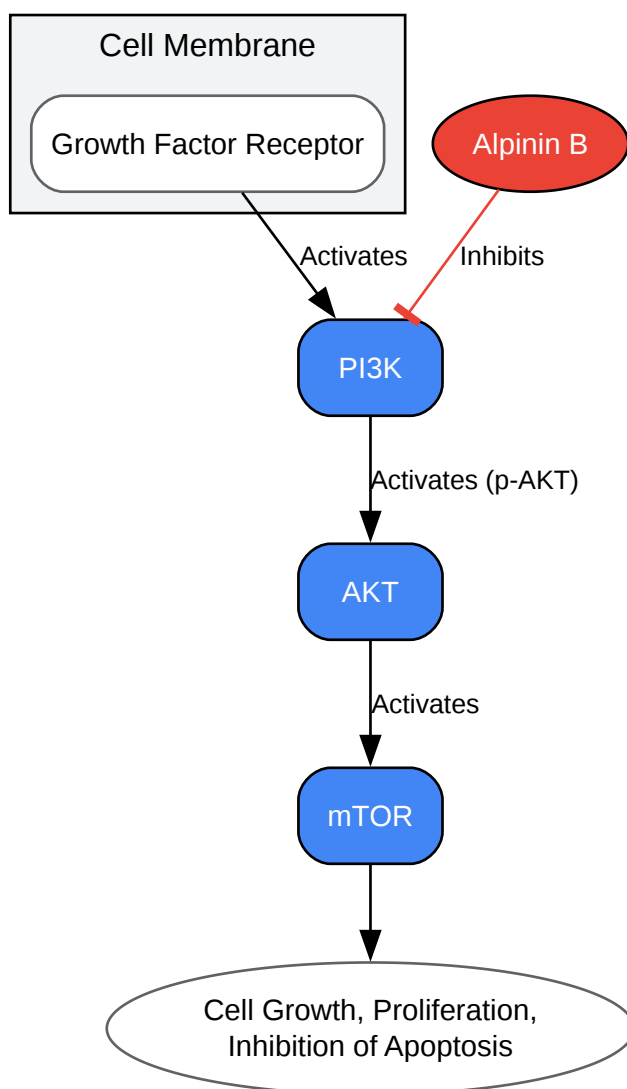 Cell Membrane
Growth Factor Receptor
Alpinin B
Activates
Inhibits
PI3K
Activates (p-AKT)
AKT
Activates
mTOR
Cell Growth, Proliferation,
Inhibition of Apoptosis